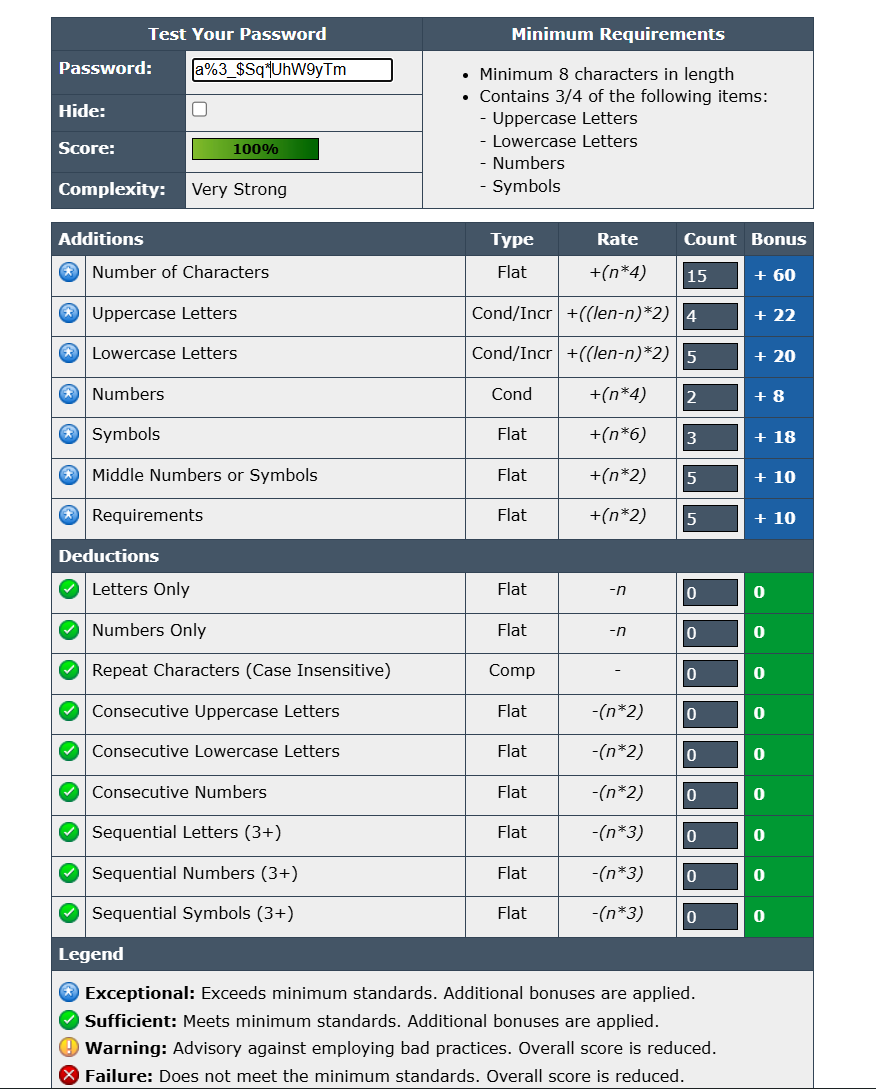 Test Your Password Minimum Requirements
Password: a%3_$Sq*UhW9yTm
Hide:
Score: 100%
Complexity: Very Strong
• Minimum 8 characters in length
• Contains 3/4 of the following items:
- Uppercase Letters
- Lowercase Letters
- Numbers
- Symbols
Additions Type Rate Count Bonus
Number of Characters Flat +(n*4) 15 + 60
Uppercase Letters Cond/Incr +((len-n)*2) 4 + 22
Lowercase Letters Cond/Incr +((len-n)*2) 5 + 20
Numbers Cond +(n*4) 2 + 8
Symbols Flat +(n*6) 3 + 18
Middle Numbers or Symbols Flat +(n*2) 5 + 10
Requirements Flat +(n*2) 5 + 10
Deductions
Letters Only Flat -n 0 0
Numbers Only Flat -n 0 0
Repeat Characters (Case Insensitive) Comp - 0 0
Consecutive Uppercase Letters Flat -(n*2) 0 0
Consecutive Lowercase Letters Flat -(n*2) 0 0
Consecutive Numbers Flat -(n*2) 0 0
Sequential Letters (3+) Flat -(n*3) 0 0
Sequential Numbers (3+) Flat -(n*3) 0 0
Sequential Symbols (3+) Flat -(n*3) 0 0
Legend
Exceptional: Exceeds minimum standards. Additional bonuses are applied.
Sufficient: Meets minimum standards. Additional bonuses are applied.
Warning: Advisory against employing bad practices. Overall score is reduced.
Failure: Does not meet the minimum standards. Overall score is reduced.